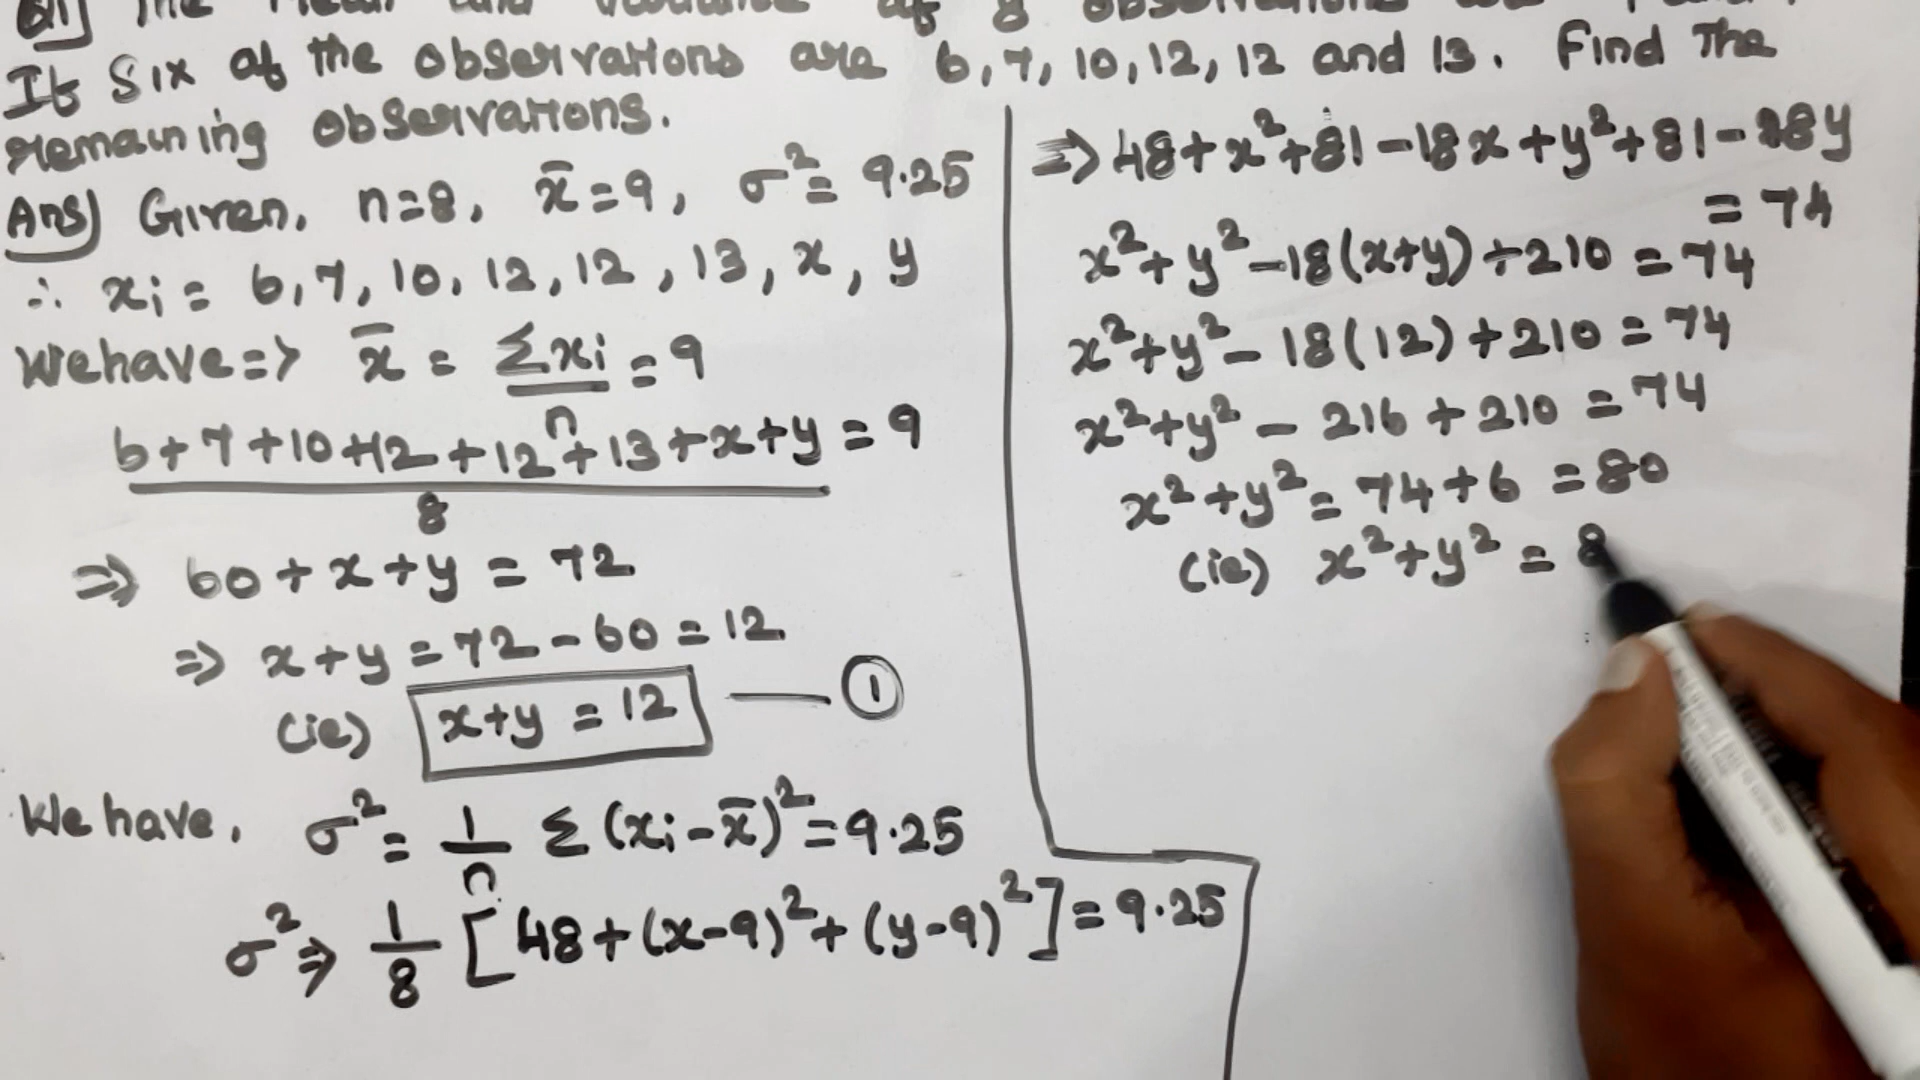 If Six of the observations are 6, 7, 10, 12, 12 and 13. Find The
remaining observations.
Ans) Given, n=8, x̄=9, σ²=9.25
∴ xi = 6, 7, 10, 12, 12, 13, x, y
We have => x̄ = Σxi/n = 9
6+7+10+12+12+13+x+y/8 = 9
=> 60+x+y = 72
=> x+y = 72-60 = 12
(ie) x+y = 12 — ①
We have, σ² = 1/n Σ(xi-x̄)² = 9.25
σ² => 1/8 [48+(x-9)²+(y-9)²] = 9.25
=> 48+x²+81-18x+y²+81-18y
= 74
x²+y²-18(x+y)+210 = 74
x²+y²-18(12)+210 = 74
x²+y²-216+210 = 74
x²+y² = 74+6 = 80
(ie) x²+y² = 8